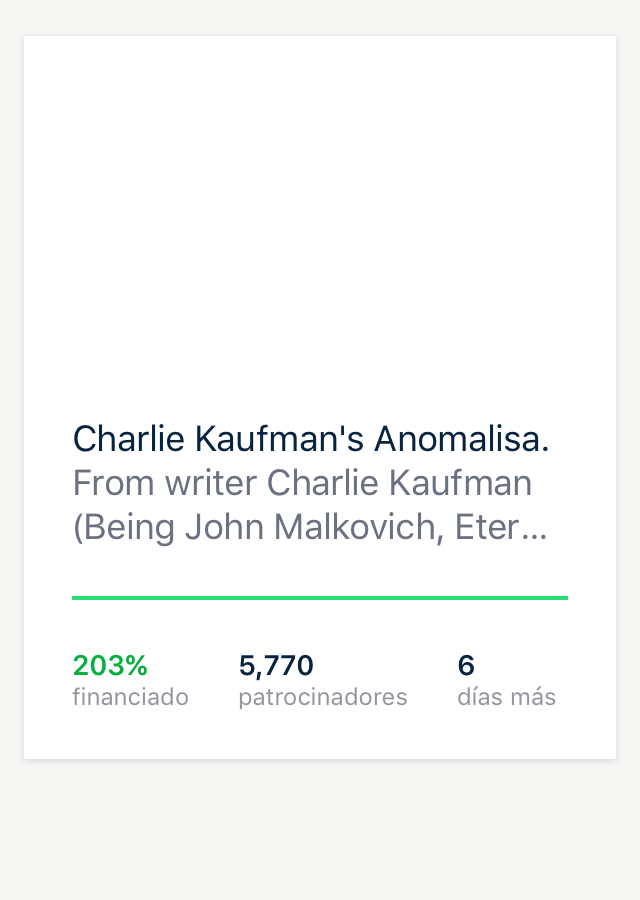 Charlie Kaufman's Anomalisa.
From writer Charlie Kaufman
(Being John Malkovich, Eter...
203%
financiado
5,770
patrocinadores
6
días más